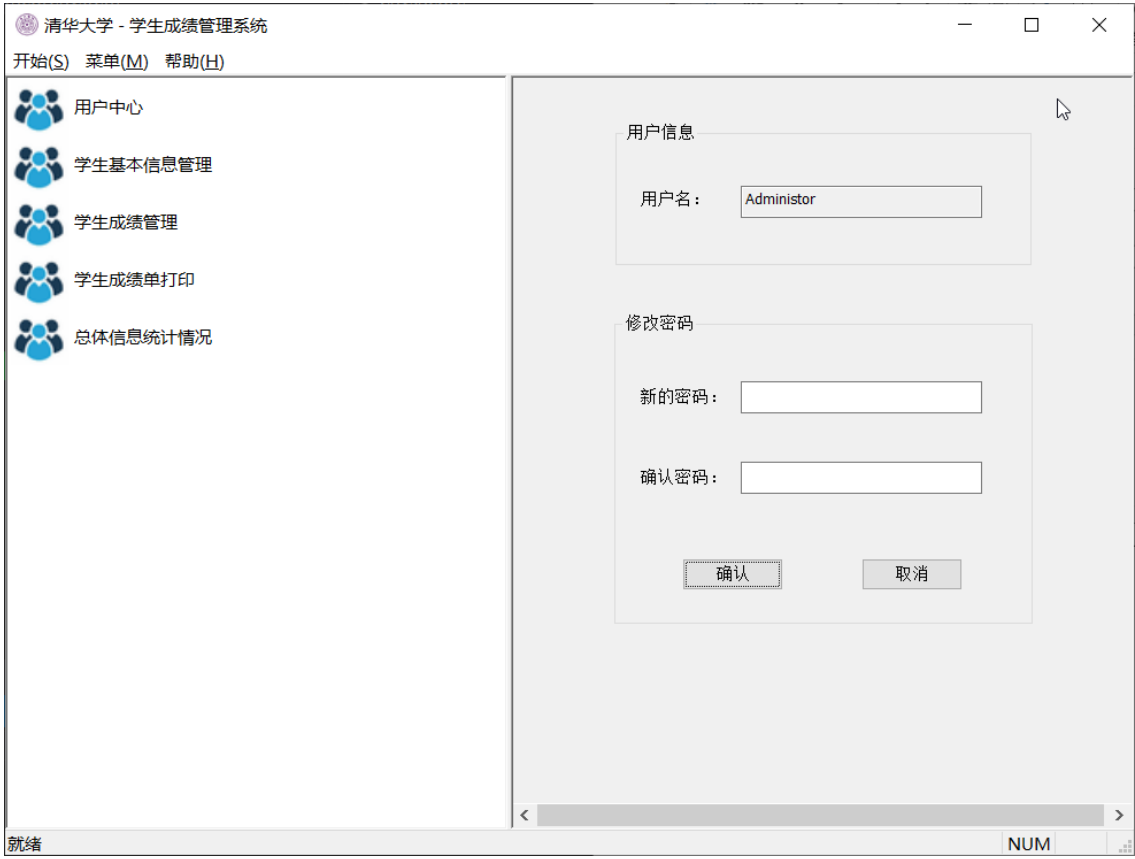 清华大学 - 学生成绩管理系统
开始(S) 菜单(M) 帮助(H)
用户中心
学生基本信息管理
学生成绩管理
学生成绩单打印
总体信息统计情况
用户信息
用户名： Administor
修改密码
新的密码：
确认密码：
确认 取消
就绪 NUM